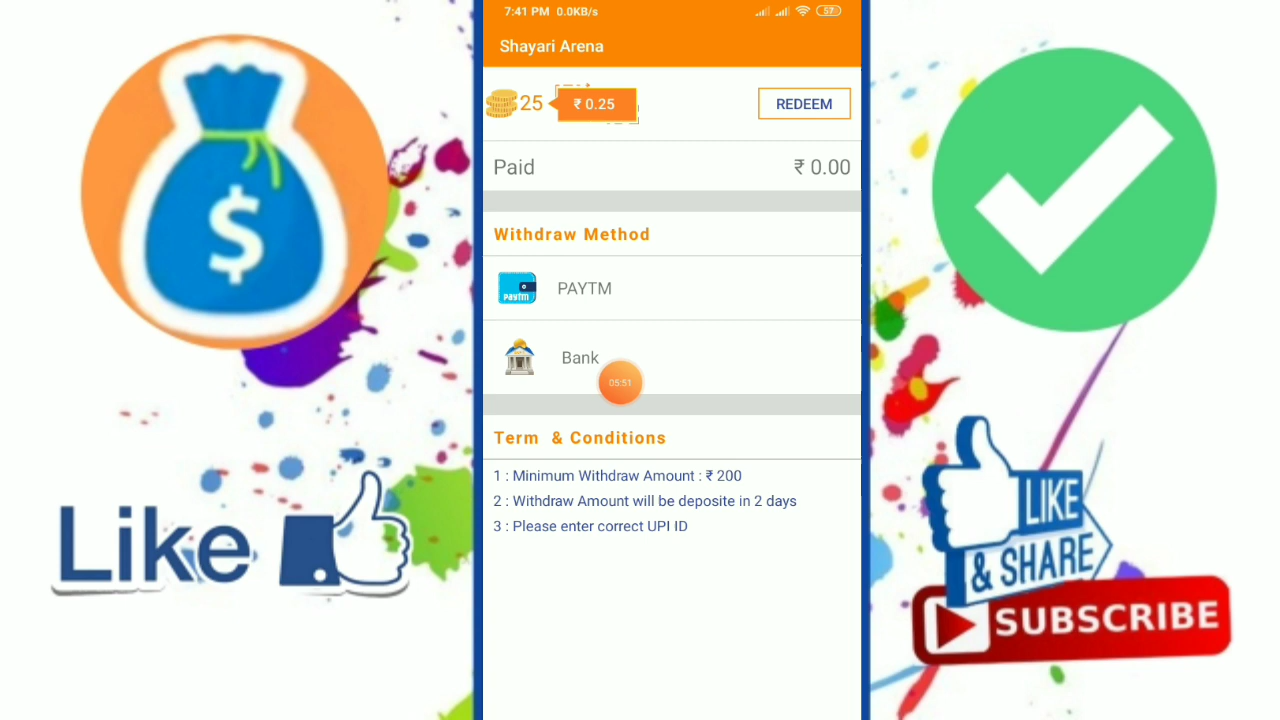 7:41 PM 0.0KB/s
57
Shayari Arena
25
₹ 0.25
REDEEM
Paid
₹ 0.00
Withdraw Method
Paytm
PAYTM
Bank
05:51
Term & Conditions
1 : Minimum Withdraw Amount : ₹ 200
2 : Withdraw Amount will be deposite in 2 days
3 : Please enter correct UPI ID
$
Like
LIKE
& SHARE
SUBSCRIBE